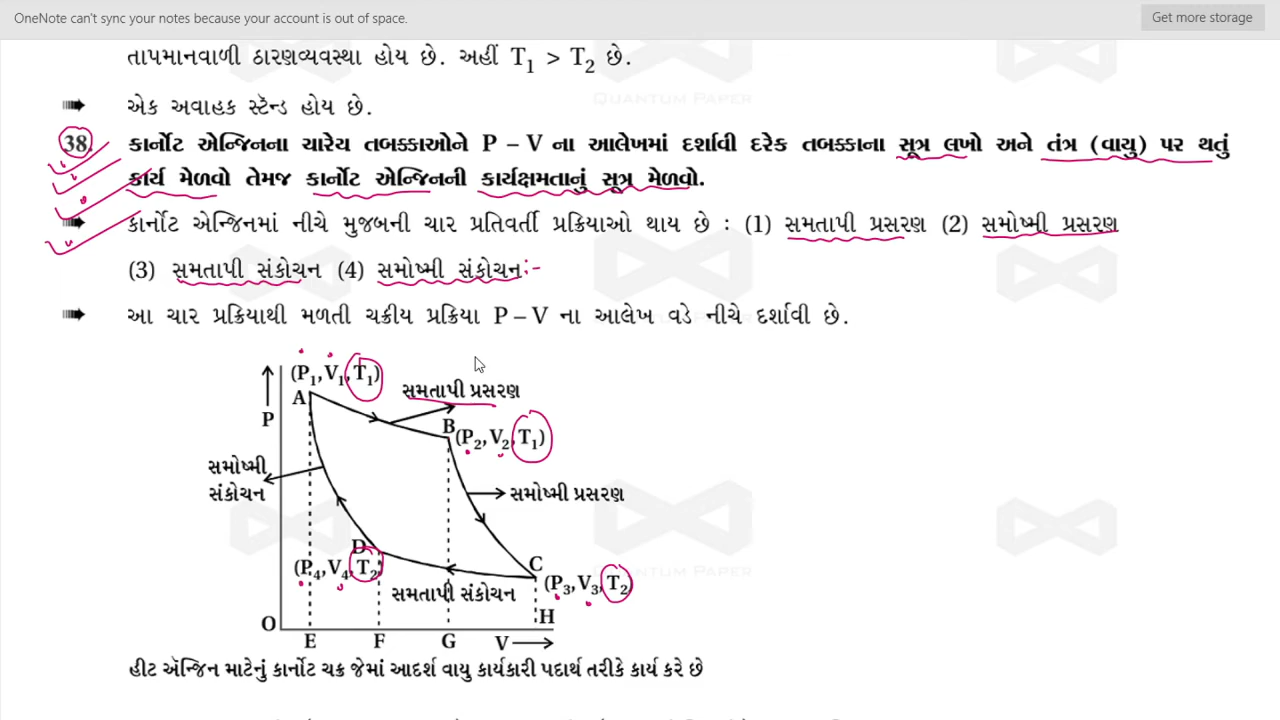 OneNote can't sync your notes because your account is out of space.
Get more storage
તાપમાનવાળી ઠારણવ્યવસ્થા હોય છે. અહીં T₁ > T₂ છે.
QUANTUM PAPER
એક અવાહક સ્ટૅન્ડ હોય છે.
38. કાર્નોટ એન્જિનના ચારેય તબક્કાઓને P – V ના આલેખમાં દર્શાવી દરેક તબક્કાના સૂત્ર લખો અને તંત્ર (વાયુ) પર થતું
કાર્ય મેળવો તેમજ કાર્નોટ એન્જિનની કાર્યક્ષમતાનું સૂત્ર મેળવો.
કાર્નોટ એન્જિનમાં નીચે મુજબની ચાર પ્રતિવર્તી પ્રક્રિયાઓ થાય છે : (1) સમતાપી પ્રસરણ (2) સમોષ્મી પ્રસરણ
(3) સમતાપી સંકોચન (4) સમોષ્મી સંકોચન:-
આ ચાર પ્રક્રિયાથી મળતી ચક્રીય પ્રક્રિયા P – V ના આલેખ વડે નીચે દર્શાવી છે.
(P₁,V₁,T₁)
A
સમતાપી પ્રસરણ
P
B
(P₂,V₂,T₁)
સમોષ્મી
સંકોચન
સમોષ્મી પ્રસરણ
D
C
(P₄,V₄,T₂)
(P₃,V₃,T₂)
QUANTUM PAPER
સમતાપી સંકોચન
H
O
E F G V
હીટ ઍન્જિન માટેનું કાર્નોટ ચક્ર જેમાં આદર્શ વાયુ કાર્યકારી પદાર્થ તરીકે કાર્ય કરે છે